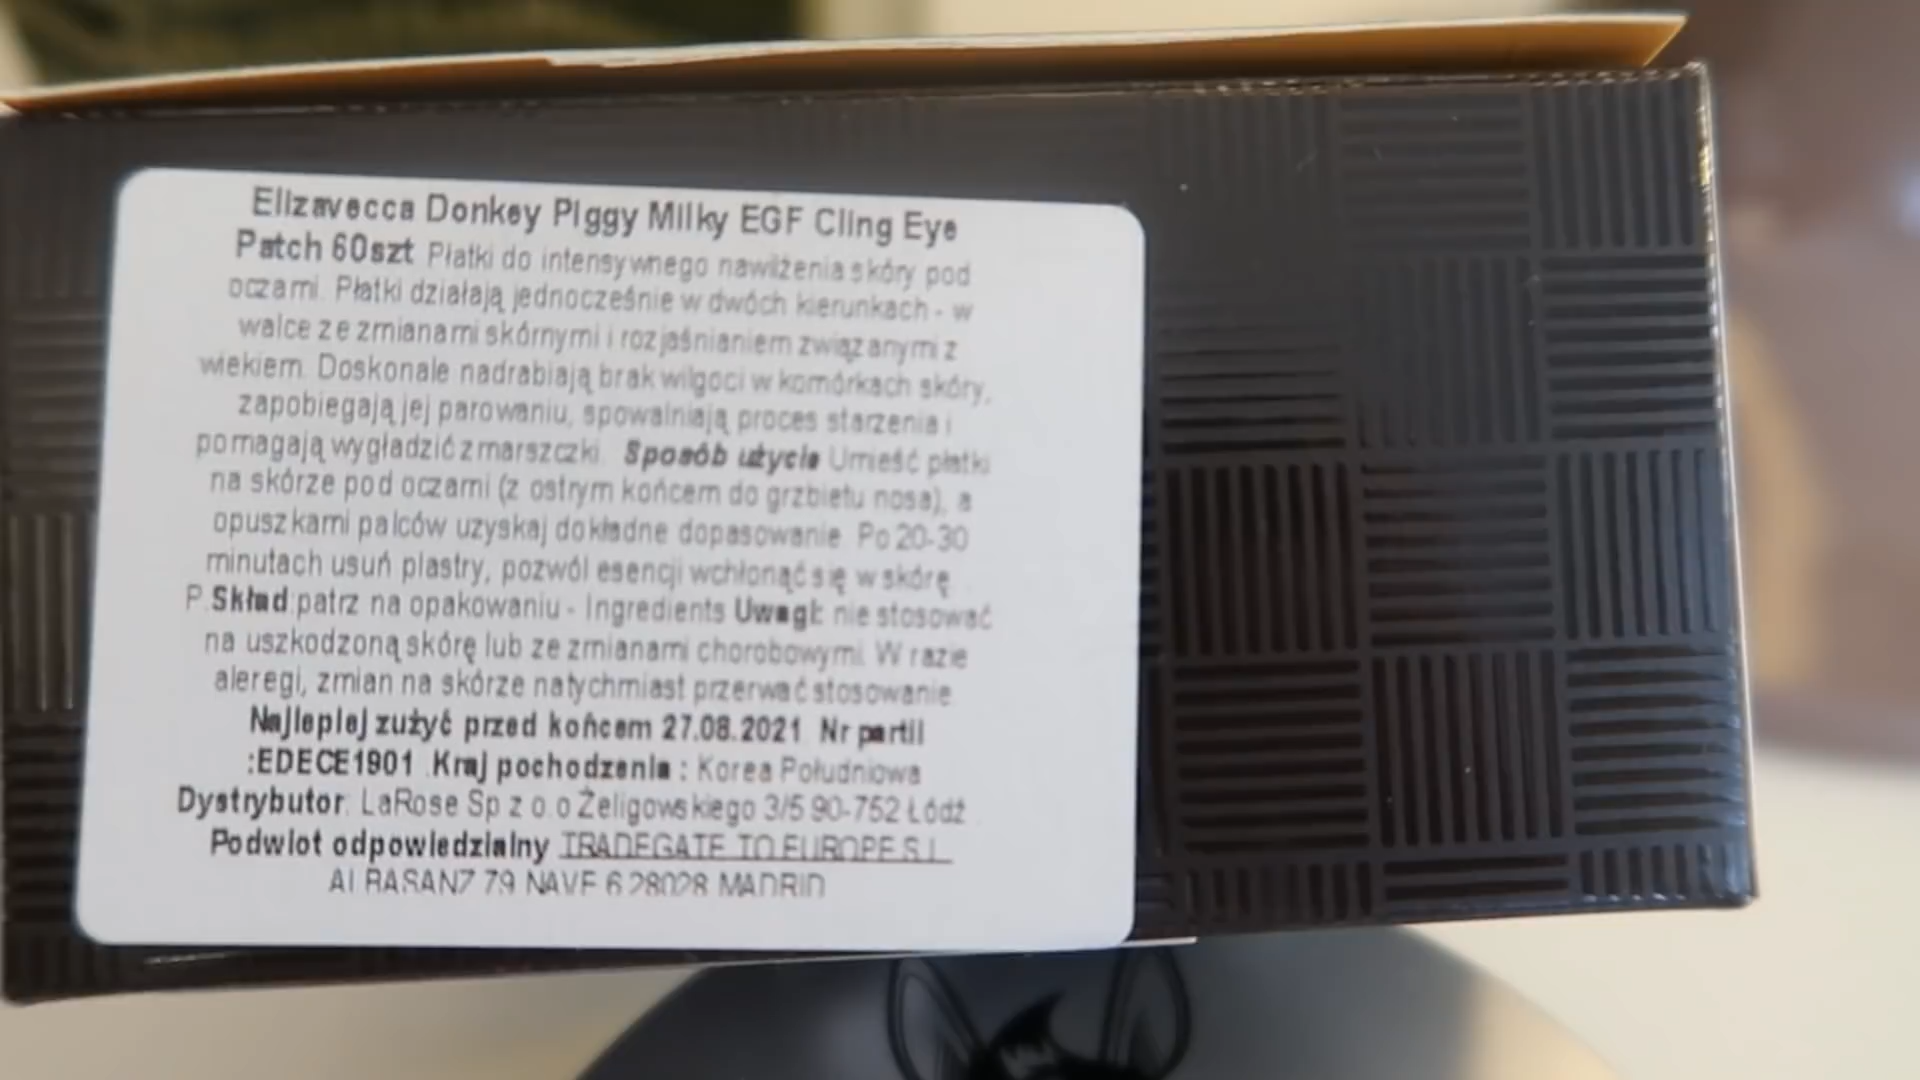 Elizavecca Donkey Piggy Milky EGF Cling Eye
Patch 60szt Płatki do intensywnego nawilżenia skóry pod
oczami. Płatki działają jednocześnie w dwóch kierunkach - w
walce ze zmianami skórnymi i rozjaśnianiem związanymi z
wiekiem. Doskonale nadrabiają brak wilgoci w komórkach skóry,
zapobiegają jej parowaniu, spowalniają proces starzenia i
pomagają wygładzić zmarszczki. Sposób użycia Umieść płatki
na skórze pod oczami (z ostrym końcem do grzbietu nosa), a
opuszkami palców uzyskaj dokładne dopasowanie. Po 20-30
minutach usuń plastry, pozwól esencji wchłonąć się w skórę.
P.Skład:patrz na opakowaniu - Ingredients Uwagi: nie stosować
na uszkodzoną skórę lub ze zmianami chorobowymi. W razie
aleregi, zmian na skórze natychmiast przerwać stosowanie.
Najlepiej zużyć przed końcem 27.08.2021 Nr partii
:EDECE1901 .Kraj pochodzenia : Korea Południowa
Dystrybutor: LaRose Sp z o.o Żeligowskiego 3/5 90-752 Łódź .
Podwiot odpowiedzialny TRADEGATE TO EUROPE S.L.
ALBASANZ 79 NAVE 6 28028 MADRID